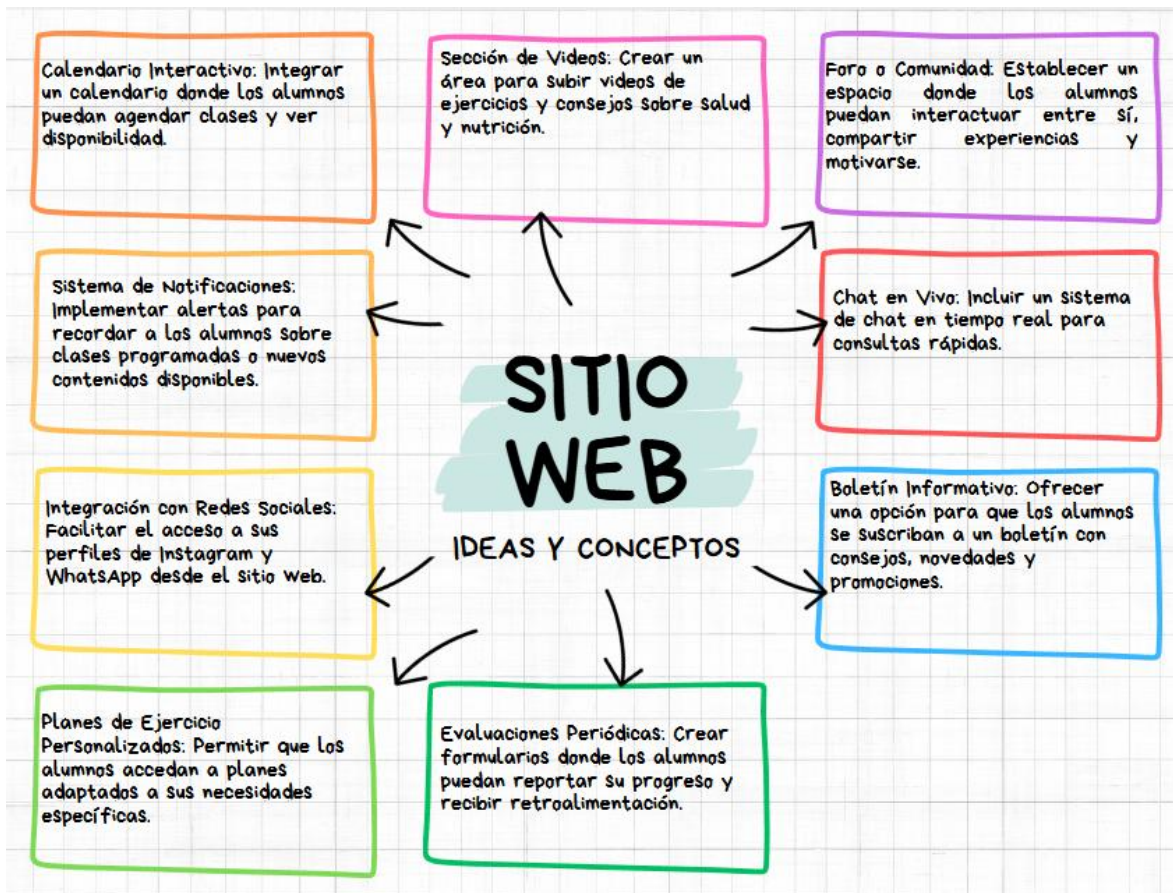 Calendario Interactivo: Integrar
un calendario donde los alumnos
puedan agendar clases y ver
disponibilidad.
Sección de Videos: Crear un
área para subir videos de
ejercicios y consejos sobre salud
y nutrición.
Foro o Comunidad: Establecer un
espacio donde los alumnos
puedan interactuar entre sí,
compartir experiencias y
motivarse.
Sistema de Notificaciones:
Implementar alertas para
recordar a los alumnos sobre
clases programadas o nuevos
contenidos disponibles.
Chat en Vivo: Incluir un sistema
de chat en tiempo real para
consultas rápidas.
SITIO
WEB
IDEAS Y CONCEPTOS
Integración con Redes Sociales:
Facilitar el acceso a sus
perfiles de Instagram y
WhatsApp desde el sitio web.
Boletín Informativo: Ofrecer
una opción para que los alumnos
se suscriban a un boletín con
consejos, novedades y
promociones.
Planes de Ejercicio
Personalizados: Permitir que los
alumnos accedan a planes
adaptados a sus necesidades
específicas.
Evaluaciones Periódicas: Crear
formularios donde los alumnos
puedan reportar su progreso y
recibir retroalimentación.